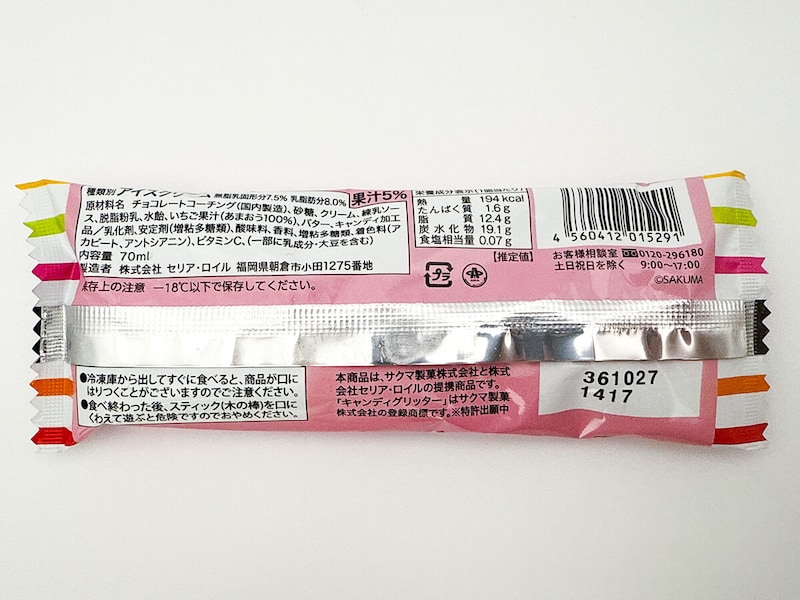 種類別 アイスクリーム 無脂乳固形分7.5% 乳脂肪分8.0%
果汁5%
原材料名 チョコレートコーチング(国内製造)、砂糖、クリーム、練乳ソー
ス、脱脂粉乳、水飴、いちご果汁(あまおう100%)、バター、キャンディ加工
品/乳化剤、安定剤(増粘多糖類)、酸味料、香料、増粘多糖類、着色料(ア
カビート、アントシアニン)、ビタミンC、(一部に乳成分・大豆を含む)
内容量 70ml
製造者 株式会社 セリア・ロイル 福岡県朝倉市小田1275番地
保存上の注意 －18℃以下で保存してください。
栄養成分表示(1個当たり)
熱量 194kcal
たんぱく質 1.6g
脂質 12.4g
炭水化物 19.1g
食塩相当量 0.07g
[推定値]
プラ
4 560412 015291
お客様相談室 0120-296180
土日祝日を除く 9:00～17:00
©SAKUMA
●冷凍庫から出してすぐに食べると、商品が口に
はりつくことがございますのでご注意ください。
●食べ終わった後、スティック(木の棒)を口に
くわえて遊ぶと危険ですのでおやめください。
本商品は、サクマ製菓株式会社と株式
会社セリア・ロイルの提携商品です。
「キャンディグリッター」はサクマ製菓
株式会社の登録商標です。※特許出願中
361027
1417